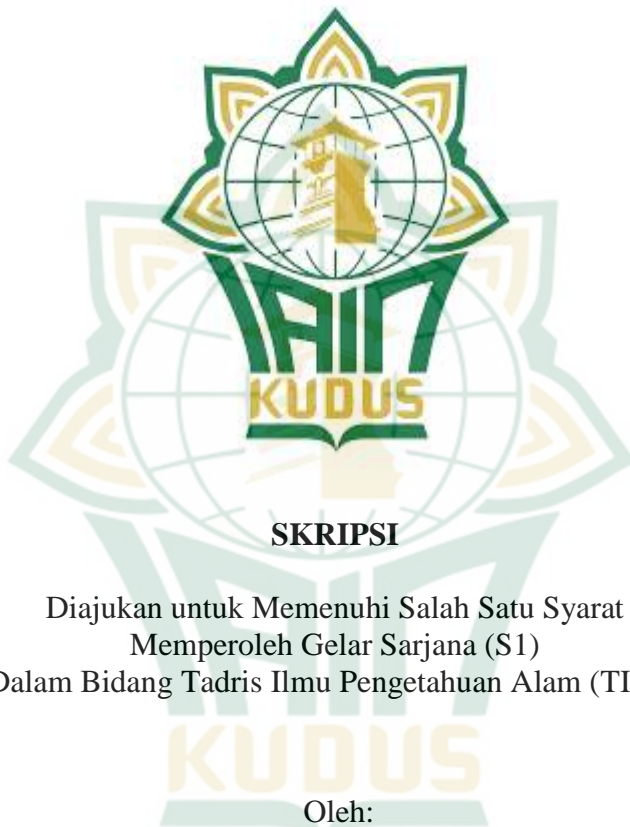 IAIN
KUDUS
SKRIPSI
Diajukan untuk Memenuhi Salah Satu Syarat
Memperoleh Gelar Sarjana (S1)
Dalam Bidang Tadris Ilmu Pengetahuan Alam (TI
KUDUS
Oleh: